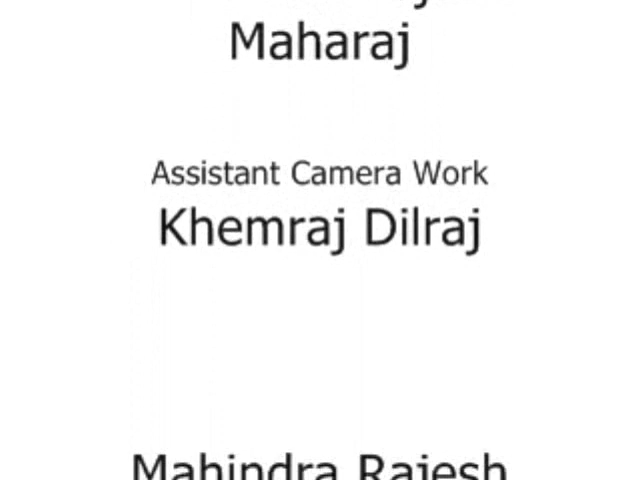 Maharaj
Assistant Camera Work
Khemraj Dilraj
Mahindra Rajesh